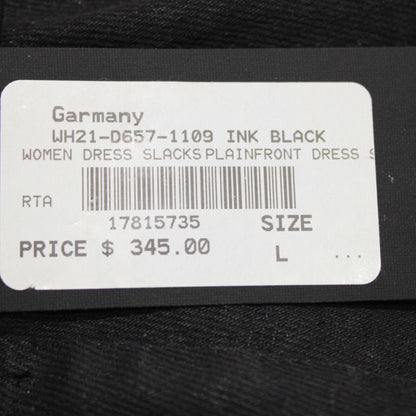 Garmany
WH21-D657-1109 INK BLACK
WOMEN DRESS SLACKS PLAINFRONT DRESS S
RTA
17815735 SIZE
PRICE $ 345.00 L ...